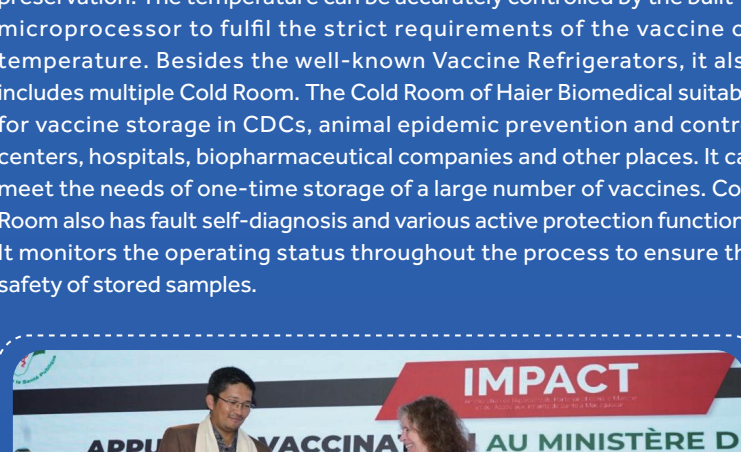 preservation. The temperature can be accurately controlled by the built
microprocessor to fulfil the strict requirements of the vaccine
temperature. Besides the well-known Vaccine Refrigerators, it als
includes multiple Cold Room. The Cold Room of Haier Biomedical suitab
for vaccine storage in CDCs, animal epidemic prevention and contr
centers, hospitals, biopharmaceutical companies and other places. It ca
meet the needs of one-time storage of a large number of vaccines. Co
Room also has fault self-diagnosis and various active protection function
It monitors the operating status throughout the process to ensure th
safety of stored samples.
IMPACT
APPU VACCINAT AU MINISTÈRE D